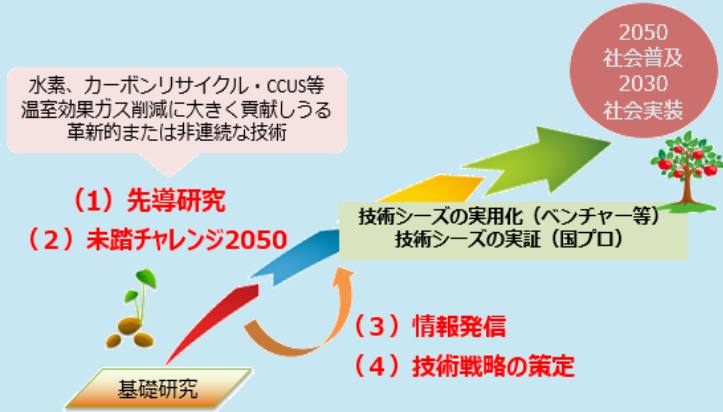 2050
社会普及
2030
社会実装
水素、カーボンリサイクル・CCUS等
温室効果ガス削減に大きく貢献しうる
革新的または非連続な技術
（1）先導研究
（2）未踏チャレンジ2050
技術シーズの実用化（ベンチャー等）
技術シーズの実証（国プロ）
（3）情報発信
（4）技術戦略の策定
基礎研究